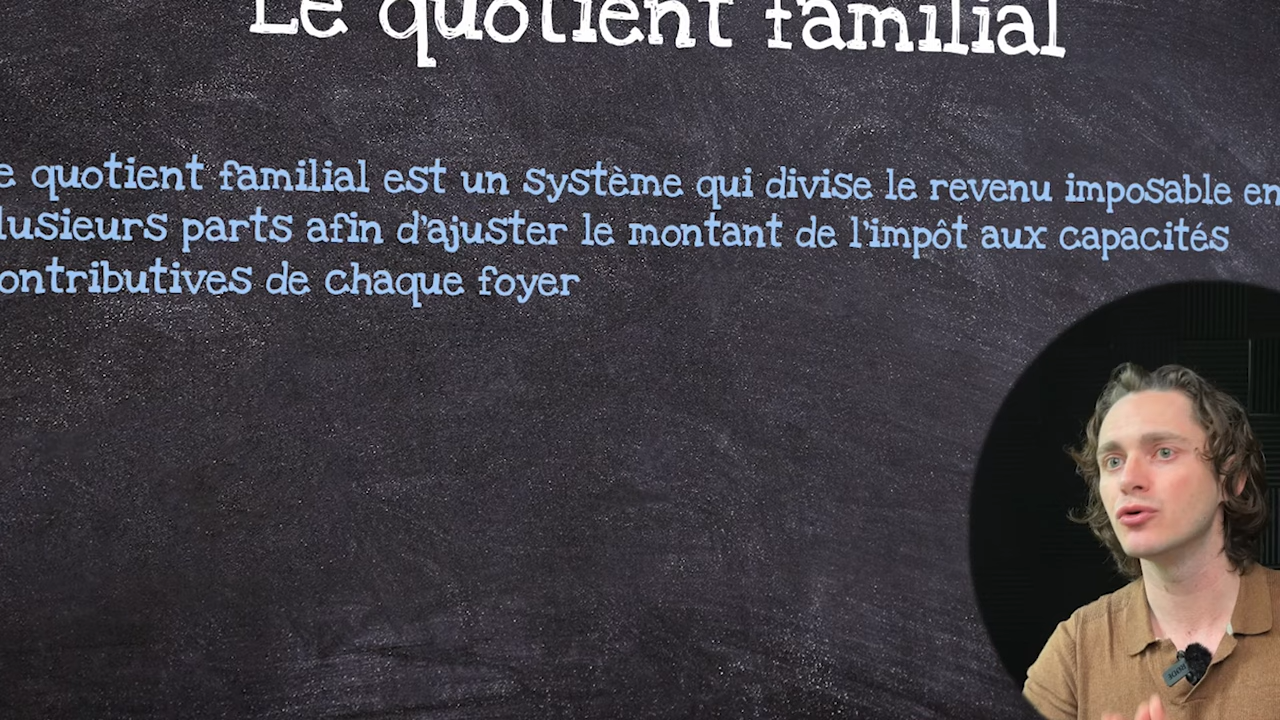 Le quotient familial
e quotient familial est un système qui divise le revenu imposable en
lusieurs parts afin d'ajuster le montant de l'impôt aux capacités
ontributives de chaque foyer